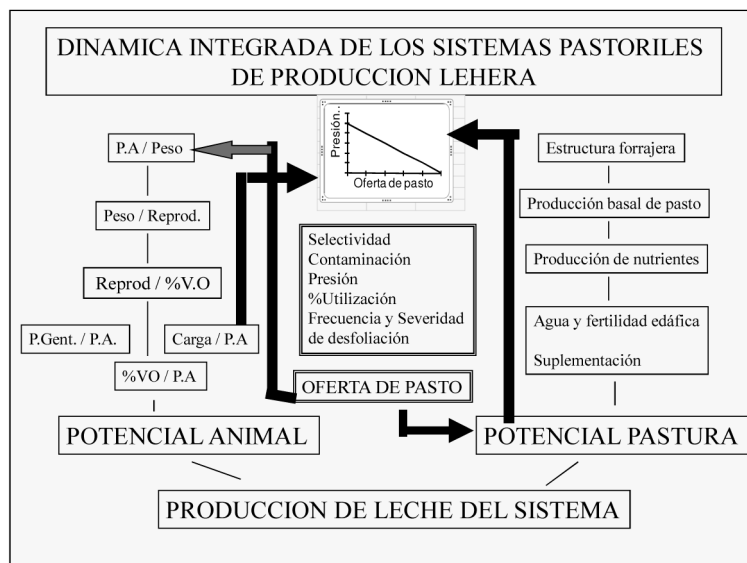 DINAMICA INTEGRADA DE LOS SISTEMAS PASTORILES
DE PRODUCCION LEHERA
Presión..
Oferta de pasto
P.A / Peso
Peso / Reprod.
Reprod / %V.O
P.Gent. / P.A.
Carga / P.A
%VO / P.A
Selectividad
Contaminación
Presión
%Utilización
Frecuencia y Severidad
de desfoliación
OFERTA DE PASTO
Estructura forrajera
Producción basal de pasto
Producción de nutrientes
Agua y fertilidad edáfica
Suplementación
POTENCIAL ANIMAL
POTENCIAL PASTURA
PRODUCCION DE LECHE DEL SISTEMA